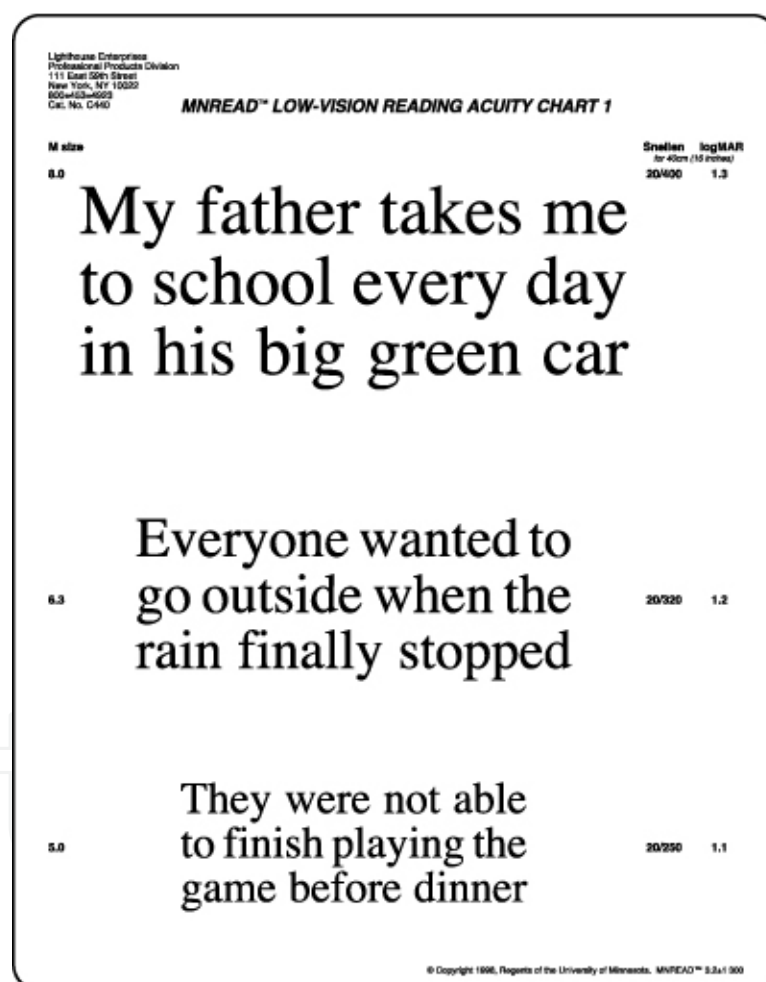 Lighthouse Enterprises
Professional Products Division
111 East 59th Street
New York, NY 10022
800-453-4923
Cat. No. C440
MNREAD™ LOW-VISION READING ACUITY CHART 1
M size
Snellen logMAR
for 40cm (16 inches)
8.0
20/400 1.3
My father takes me
to school every day
in his big green car
Everyone wanted to
6.3 go outside when the 20/320 1.2
rain finally stopped
They were not able
5.0 to finish playing the 20/250 1.1
game before dinner
© Copyright 1998, Regents of the University of Minnesota. MNREAD™